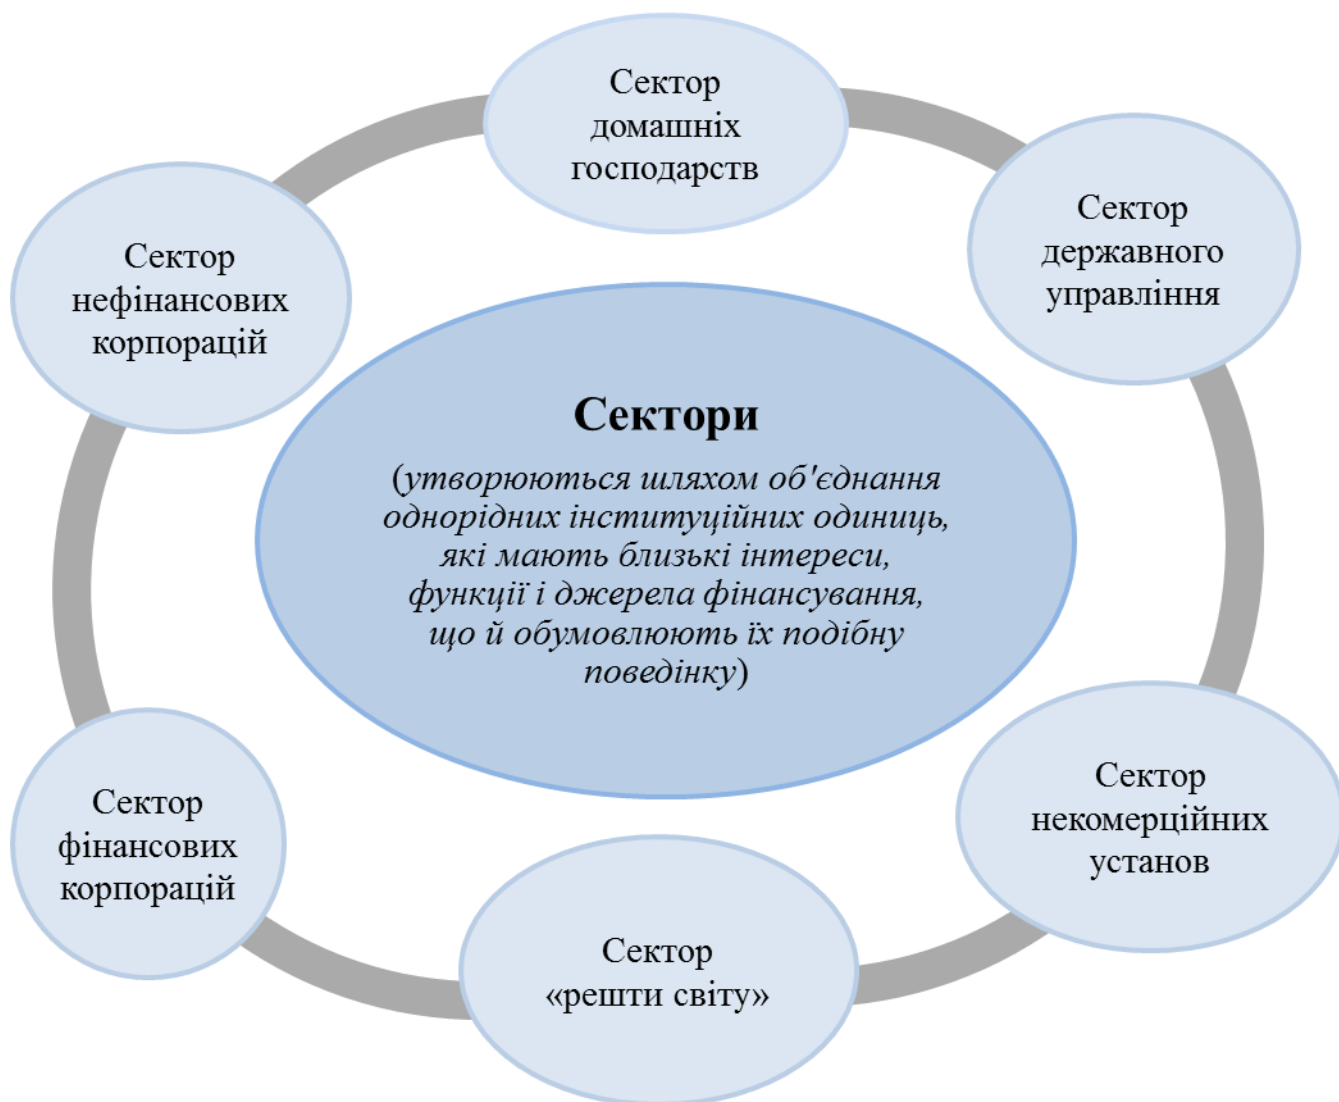 Сектор
домашніх
господарств
Сектор
державного
управління
Сектор
нефінансових
корпорацій
Сектори
(утворюються шляхом об'єднання
однорідних інституційних одиниць,
які мають близькі інтереси,
функції і джерела фінансування,
що й обумовлюють їх подібну
поведінку)
Сектор
фінансових
корпорацій
Сектор
некомерційних
установ
Сектор
«решти світу»